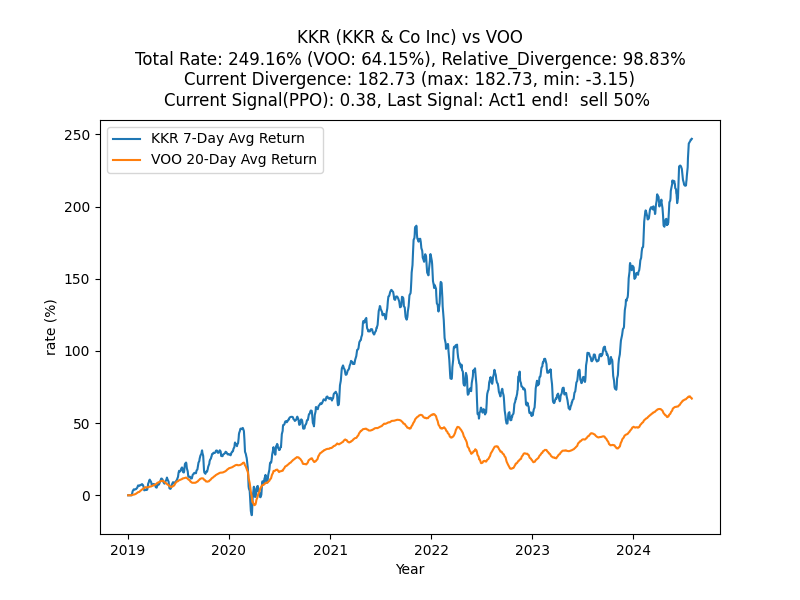 KKR (KKR & Co Inc) vs VOO
Total Rate: 249.16% (VOO: 64.15%), Relative_Divergence: 98.83%
Current Divergence: 182.73 (max: 182.73, min: -3.15)
Current Signal(PPO): 0.38, Last Signal: Act1 end!  sell 50%
KKR 7-Day Avg Return
VOO 20-Day Avg Return
250
200
150
100
50
0
rate (%)
2019 2020 2021 2022 2023 2024
Year